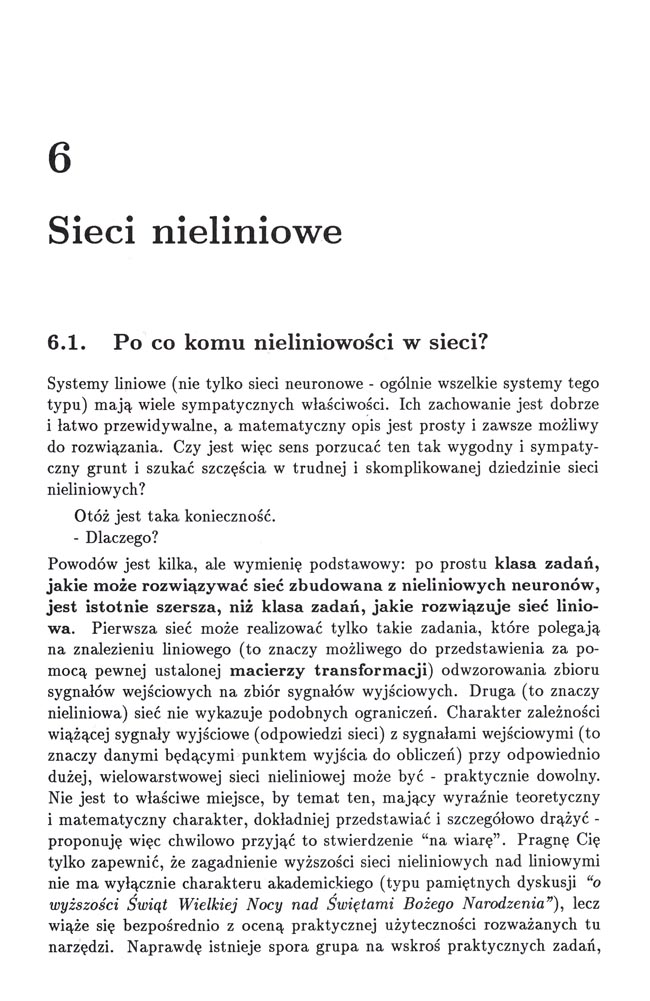 6
Sieci nieliniowe
6.1. Po co komu nieliniowości w sieci?
Systemy liniowe (nie tylko sieci neuronowe - ogólnie wszelkie systemy tego
typu) mają wiele sympatycznych właściwości. Ich zachowanie jest dobrze
i łatwo przewidywalne, a matematyczny opis jest prosty i zawsze możliwy
do rozwiązania. Czy jest więc sens porzucać ten tak wygodny i sympaty-
czny grunt i szukać szczęścia w trudnej i skomplikowanej dziedzinie sieci
nieliniowych?
Otóż jest taka konieczność.
- Dlaczego?
Powodów jest kilka, ale wymienię podstawowy: po prostu klasa zadań,
jakie może rozwiązywać sieć zbudowana z nieliniowych neuronów,
jest istotnie szersza, niż klasa zadań, jakie rozwiązuje sieć linio-
wa. Pierwsza sieć może realizować tylko takie zadania, które polegają
na znalezieniu liniowego (to znaczy możliwego do przedstawienia za po-
mocą pewnej ustalonej macierzy transformacji) odwzorowania zbioru
sygnałów wejściowych na zbiór sygnałów wyjściowych. Druga (to znaczy
nieliniowa) sieć nie wykazuje podobnych ograniczeń. Charakter zależności
wiążącej sygnały wyjściowe (odpowiedzi sieci) z sygnałami wejściowymi (to
znaczy danymi będącymi punktem wyjścia do obliczeń) przy odpowiednio
dużej, wielowarstwowej sieci nieliniowej może być - praktycznie dowolny.
Nie jest to właściwe miejsce, by temat ten, mający wyraźnie teoretyczny
i matematyczny charakter, dokładniej przedstawiać i szczegółowo drążyć -
proponuję więc chwilowo przyjąć to stwierdzenie “na wiarę”. Pragnę Cię
tylko zapewnić, że zagadnienie wyższości sieci nieliniowych nad liniowymi
nie ma wyłącznie charakteru akademickiego (typu pamiętnych dyskusji “o
wyższości Świąt Wielkiej Nocy nad Świętami Bożego Narodzenia”), lecz
wiąże się bezpośrednio z oceną praktycznej użyteczności rozważanych tu
narzędzi. Naprawdę istnieje spora grupa na wskroś praktycznych zadań,